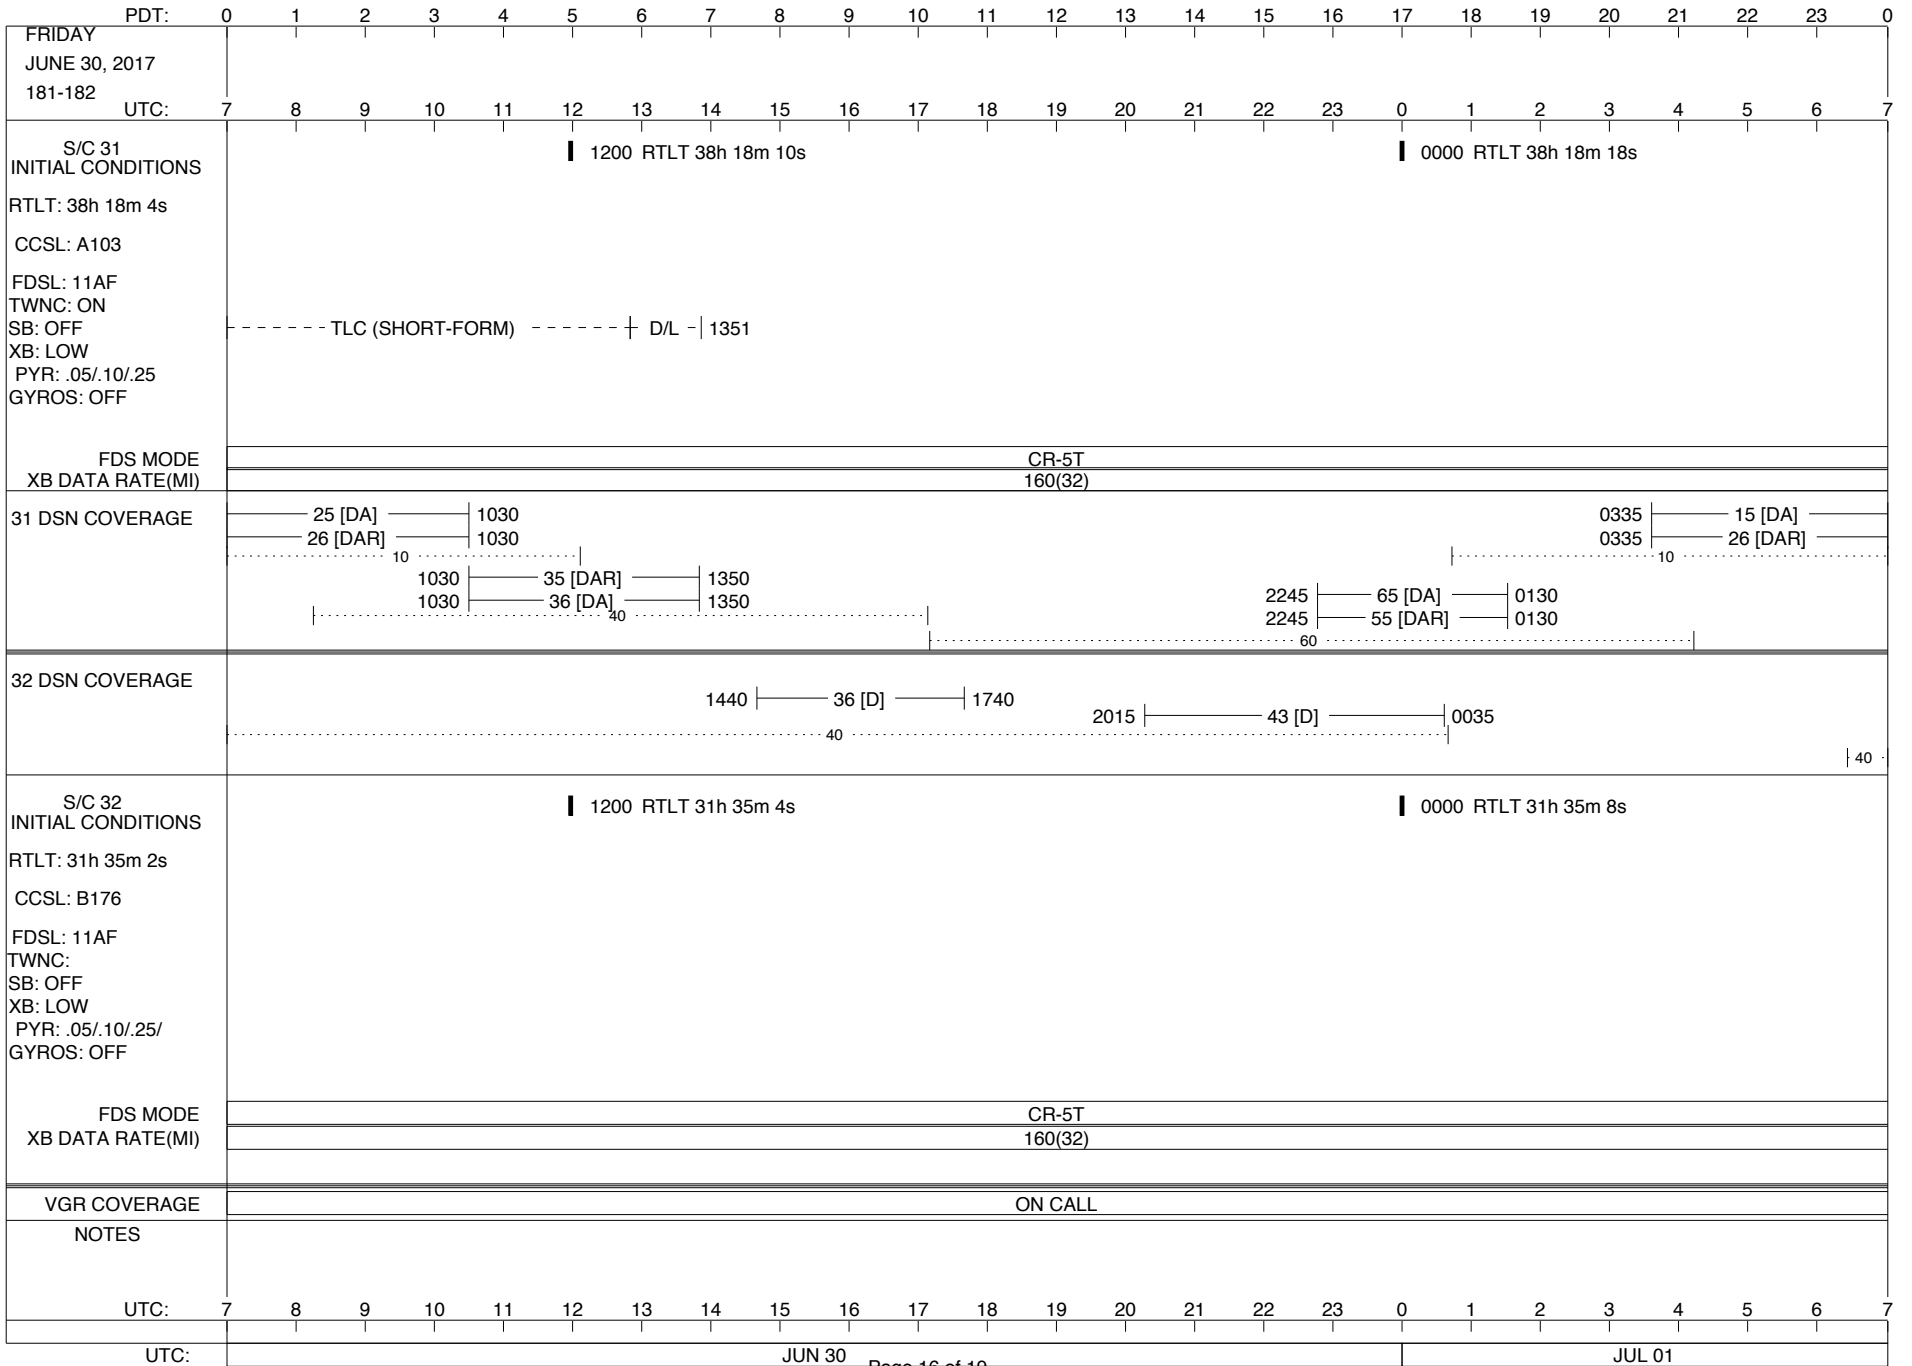 PDT: 0 1 2 3 4 5 6 7 8 9 10 11 12 13 14 15 16 17 18 19 20 21 22 23 0
FRIDAY
JUNE 30, 2017
181-182
UTC: 7 8 9 10 11 12 13 14 15 16 17 18 19 20 21 22 23 0 1 2 3 4 5 6 7
S/C 31
INITIAL CONDITIONS
1200 RTLT 38h 18m 10s
0000 RTLT 38h 18m 18s
RTLT: 38h 18m 4s
CCSL: A103
FDSL: 11AF
TWNC: ON
SB: OFF
TLC (SHORT-FORM) D/L 1351
XB: LOW
PYR: .05/.10/.25
GYROS: OFF
FDS MODE CR-5T
XB DATA RATE(MI) 160(32)
31 DSN COVERAGE
25 [DA] 1030 0335 15 [DA]
26 [DAR] 1030 0335 26 [DAR]
10 10
1030 35 [DAR] 1350
1030 36 [DA] 1350
2245 65 [DA] 0130
40
2245 55 [DAR] 0130
60
32 DSN COVERAGE
1440 36 [D] 1740
2015 43 [D] 0035
40
40
S/C 32
INITIAL CONDITIONS
1200 RTLT 31h 35m 4s
0000 RTLT 31h 35m 8s
RTLT: 31h 35m 2s
CCSL: B176
FDSL: 11AF
TWNC:
SB: OFF
XB: LOW
PYR: .05/.10/.25/
GYROS: OFF
FDS MODE CR-5T
XB DATA RATE(MI) 160(32)
VGR COVERAGE ON CALL
NOTES
UTC: 7 8 9 10 11 12 13 14 15 16 17 18 19 20 21 22 23 0 1 2 3 4 5 6 7
UTC: JUN 30 JUL 01
Page 16 of 19